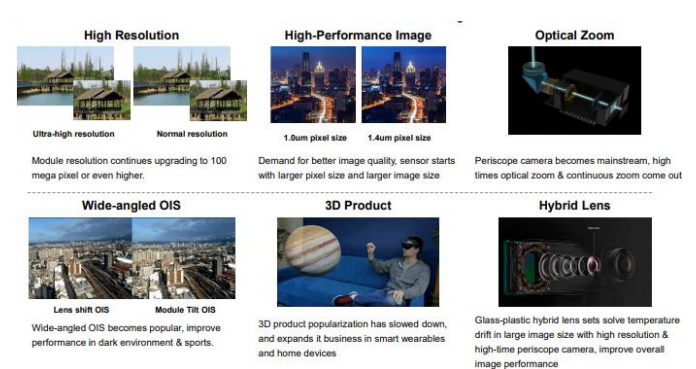 High Resolution
Ultra-high resolution
Normal resolution
Module resolution continues upgrading to 100
mega pixel or even higher.
High-Performance Image
1.0um pixel size
1.4um pixel size
Demand for better image quality, sensor starts
with larger pixel size and larger image size
Optical Zoom
Periscope camera becomes mainstream, high
times optical zoom & continuous zoom come out
Wide-angled OIS
Lens shift OIS
Module Tilt OIS
Wide-angled OIS becomes popular, improve
performance in dark environment & sports.
3D Product
3D product popularization has slowed down,
and expands it business in smart wearables
and home devices
Hybrid Lens
Glass-plastic hybrid lens sets solve temperature
drift in large image size with high resolution &
high-time periscope camera, improve overall
image performance